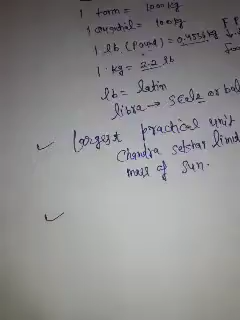 1 torm = 1000 kg
1 quintal = 100 kg
1 lb. (Pound) = 0.4536 kg
1 kg = 2.2 lb
lb = latin
libra → scale or bal
✓ Largest practical unit
Chandra sekhar limit
mass of Sun.
✓